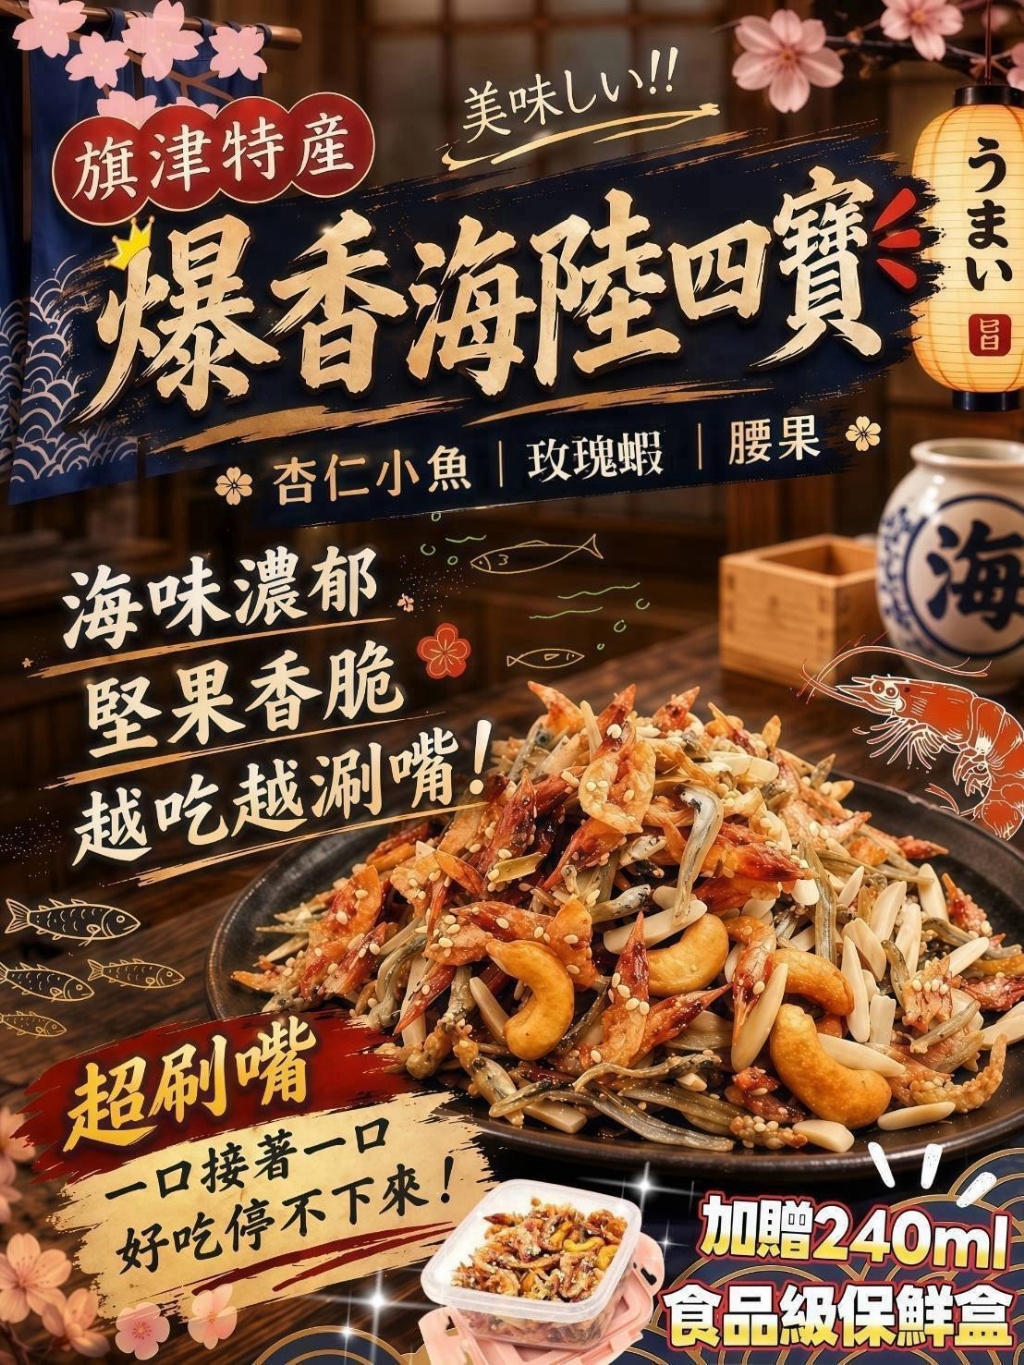 旗津特産
美味しい!!
うまい
旨
爆香海陸四寶
杏仁小魚｜玫瑰蝦｜腰果
海
海味濃郁
堅果香脆
越吃越涮嘴!
超刷嘴
一口接著一口
好吃停不下來!
加贈240ml
食品級保鮮盒